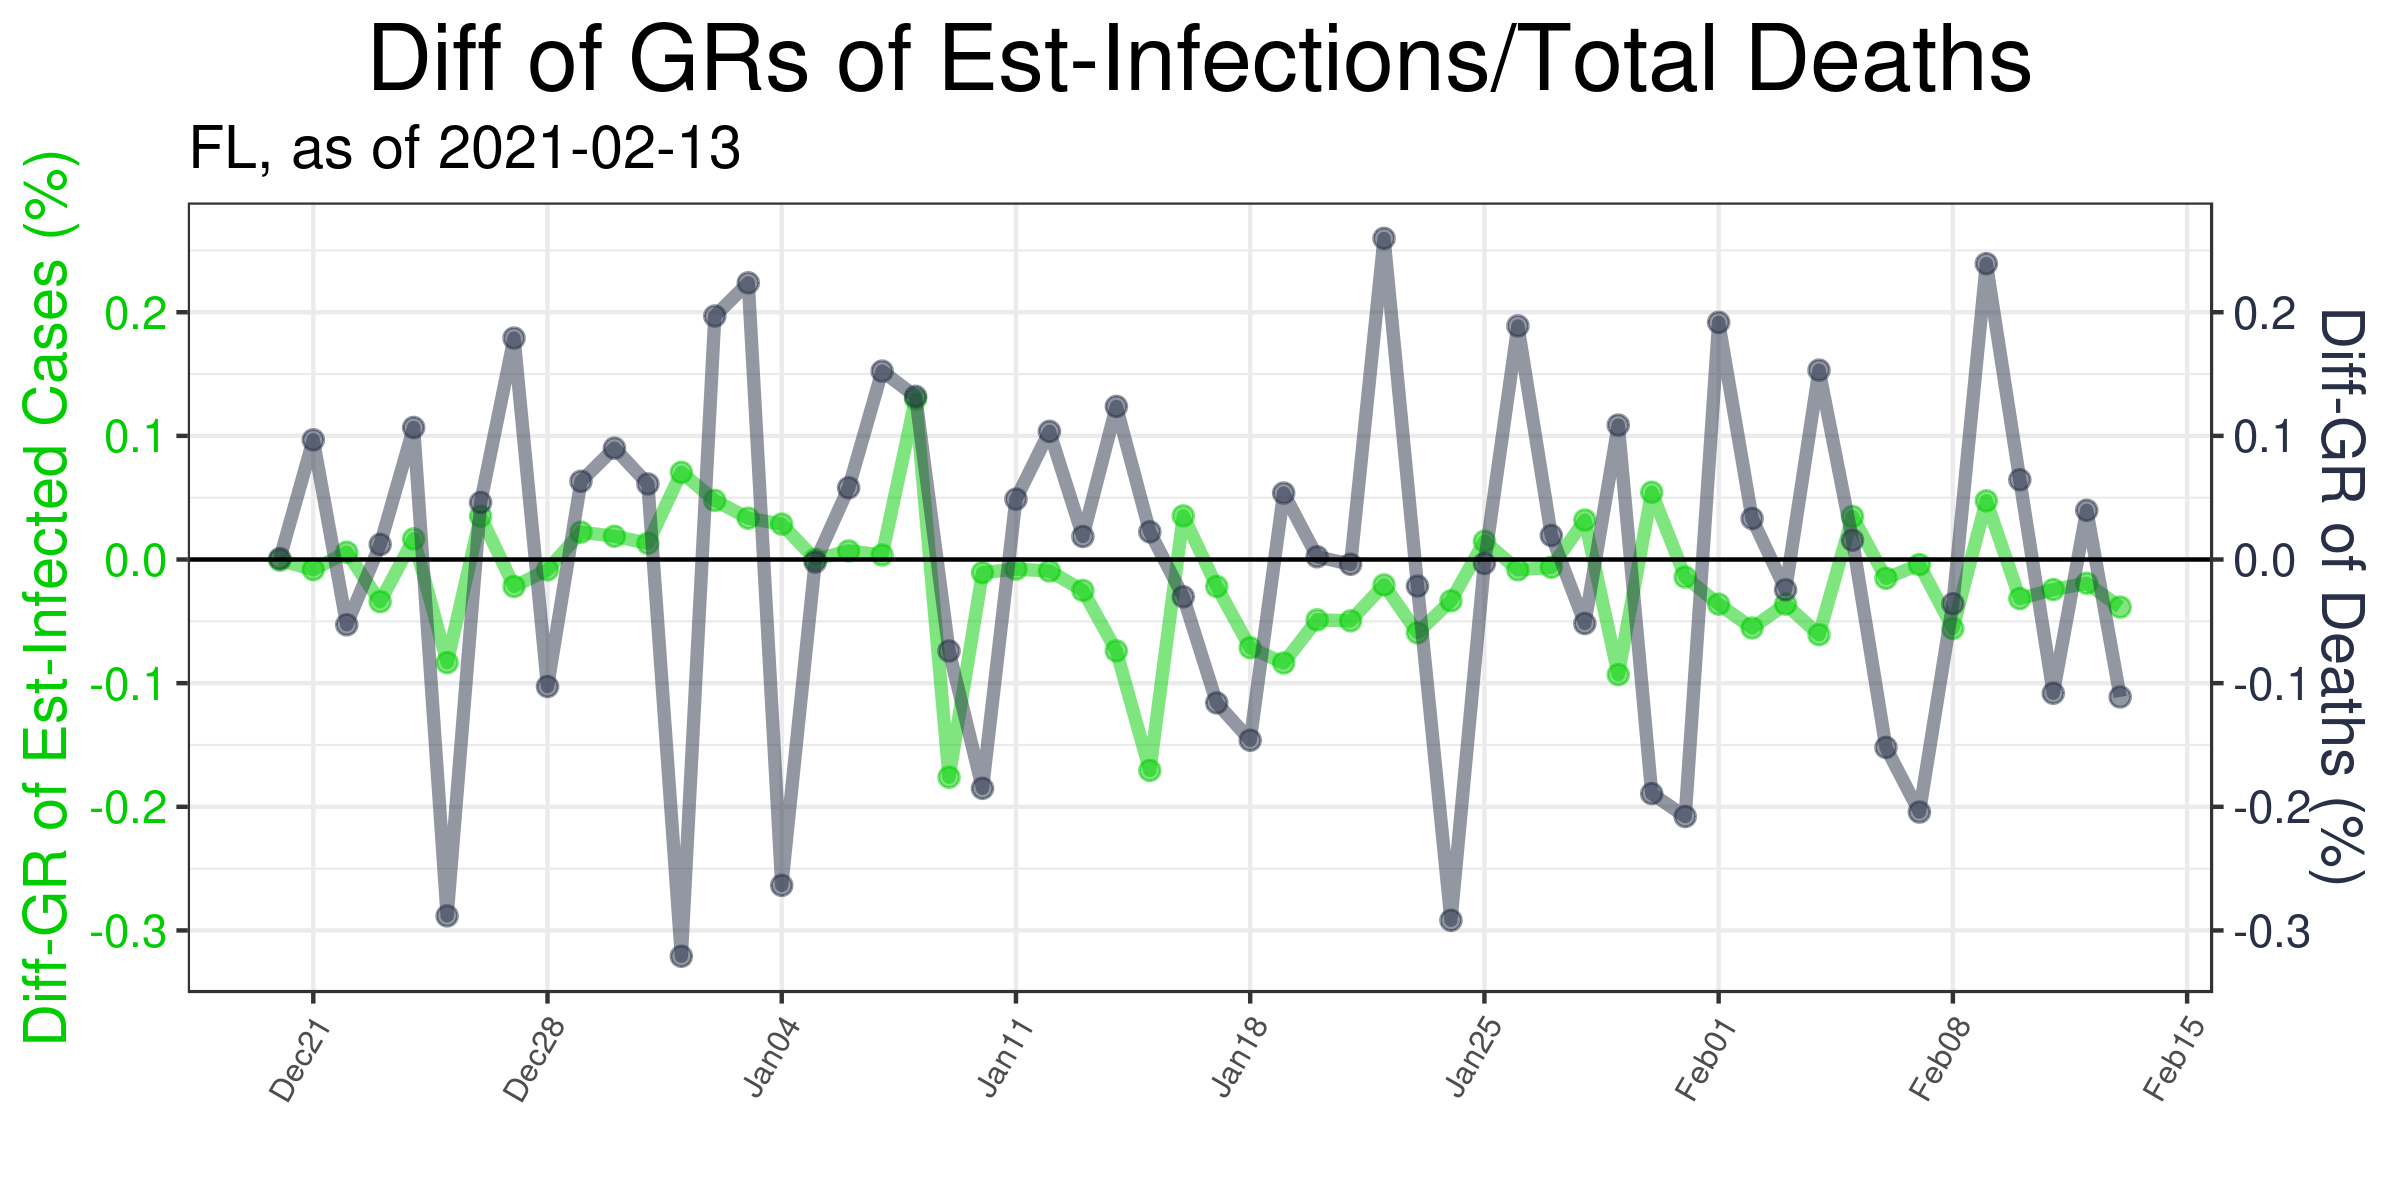 Diff of GRs of Est-Infections/Total Deaths
FL, as of 2021-02-13
Diff-GR of Est-Infected Cases (%)
0.2
0.1
0.0
-0.1
-0.2
-0.3
0.2
0.1
0.0
-0.1
-0.2
-0.3
Diff-GR of Deaths (%)
Dec21
Dec28
Jan04
Jan11
Jan18
Jan25
Feb01
Feb08
Feb15